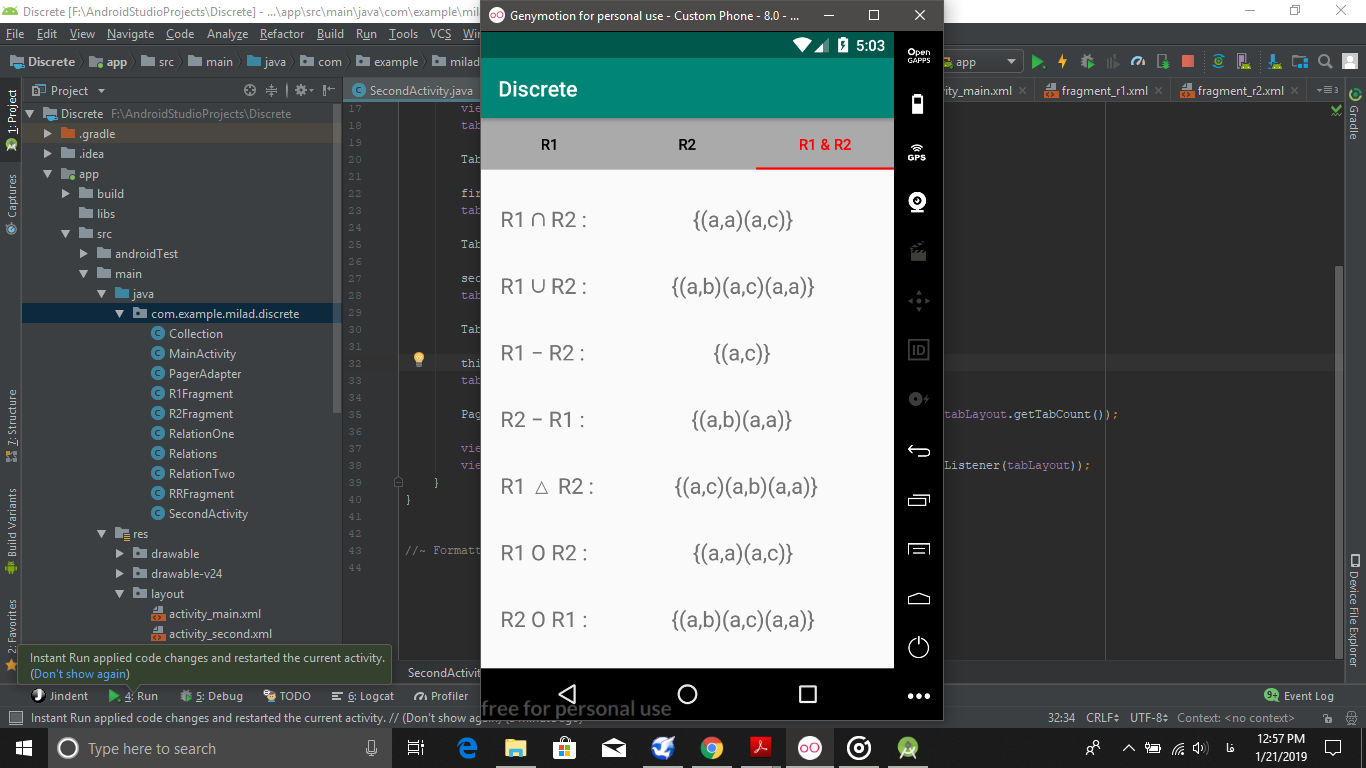 Discrete [F:\AndroidStudioProjects\Discrete] - ...\app\src\main\java\com\example\mil
Genymotion for personal use - Custom Phone - 8.0 - ...
File Edit View Navigate Code Analyze Refactor Build Run Tools VCS Win
Discrete app src main java com example milad
app
5:03
Open
GAPPS
Project
SecondActivity.java
ity_main.xml
fragment_r1.xml
fragment_r2.xml
3
Discrete
1: Project
Captures
7: Structure
Build Variants
2: Favorites
Gradle
Device File Explorer
Discrete F:\AndroidStudioProjects\Discrete
.gradle
.idea
app
build
libs
src
androidTest
main
java
com.example.milad.discrete
Collection
MainActivity
PagerAdapter
R1Fragment
R2Fragment
RelationOne
Relations
RelationTwo
RRFragment
SecondActivity
res
drawable
drawable-v24
layout
activity_main.xml
activity_second.xml
17 vie
18 tab
19
20 Tab
21
22 fir
23 tab
24
25 Tab
26
27 sec
28 tab
29
30 Tab
31
32 thi
33 tab
34
35 Pag tabLayout.getTabCount());
36
37 vie
38 vie Listener(tabLayout));
39 }
40 }
41
42
43 //~ Formatt
44
R1 R2 R1 & R2
R1 ∩ R2 : {(a,a)(a,c)}
R1 ∪ R2 : {(a,b)(a,c)(a,a)}
R1 − R2 : {(a,c)}
R2 − R1 : {(a,b)(a,a)}
R1 △ R2 : {(a,c)(a,b)(a,a)}
R1 O R2 : {(a,a)(a,c)}
R2 O R1 : {(a,b)(a,c)(a,a)}
GPS
ID
free for personal use
Instant Run applied code changes and restarted the current activity.
(Don't show again)
SecondActivit
Jindent 4: Run 5: Debug TODO 6: Logcat Profiler
9+ Event Log
Instant Run applied code changes and restarted the current activity. // (Don't show again)
32:34 CRLF UTF-8 Context: <no context>
Type here to search
فا
12:57 PM
1/21/2019